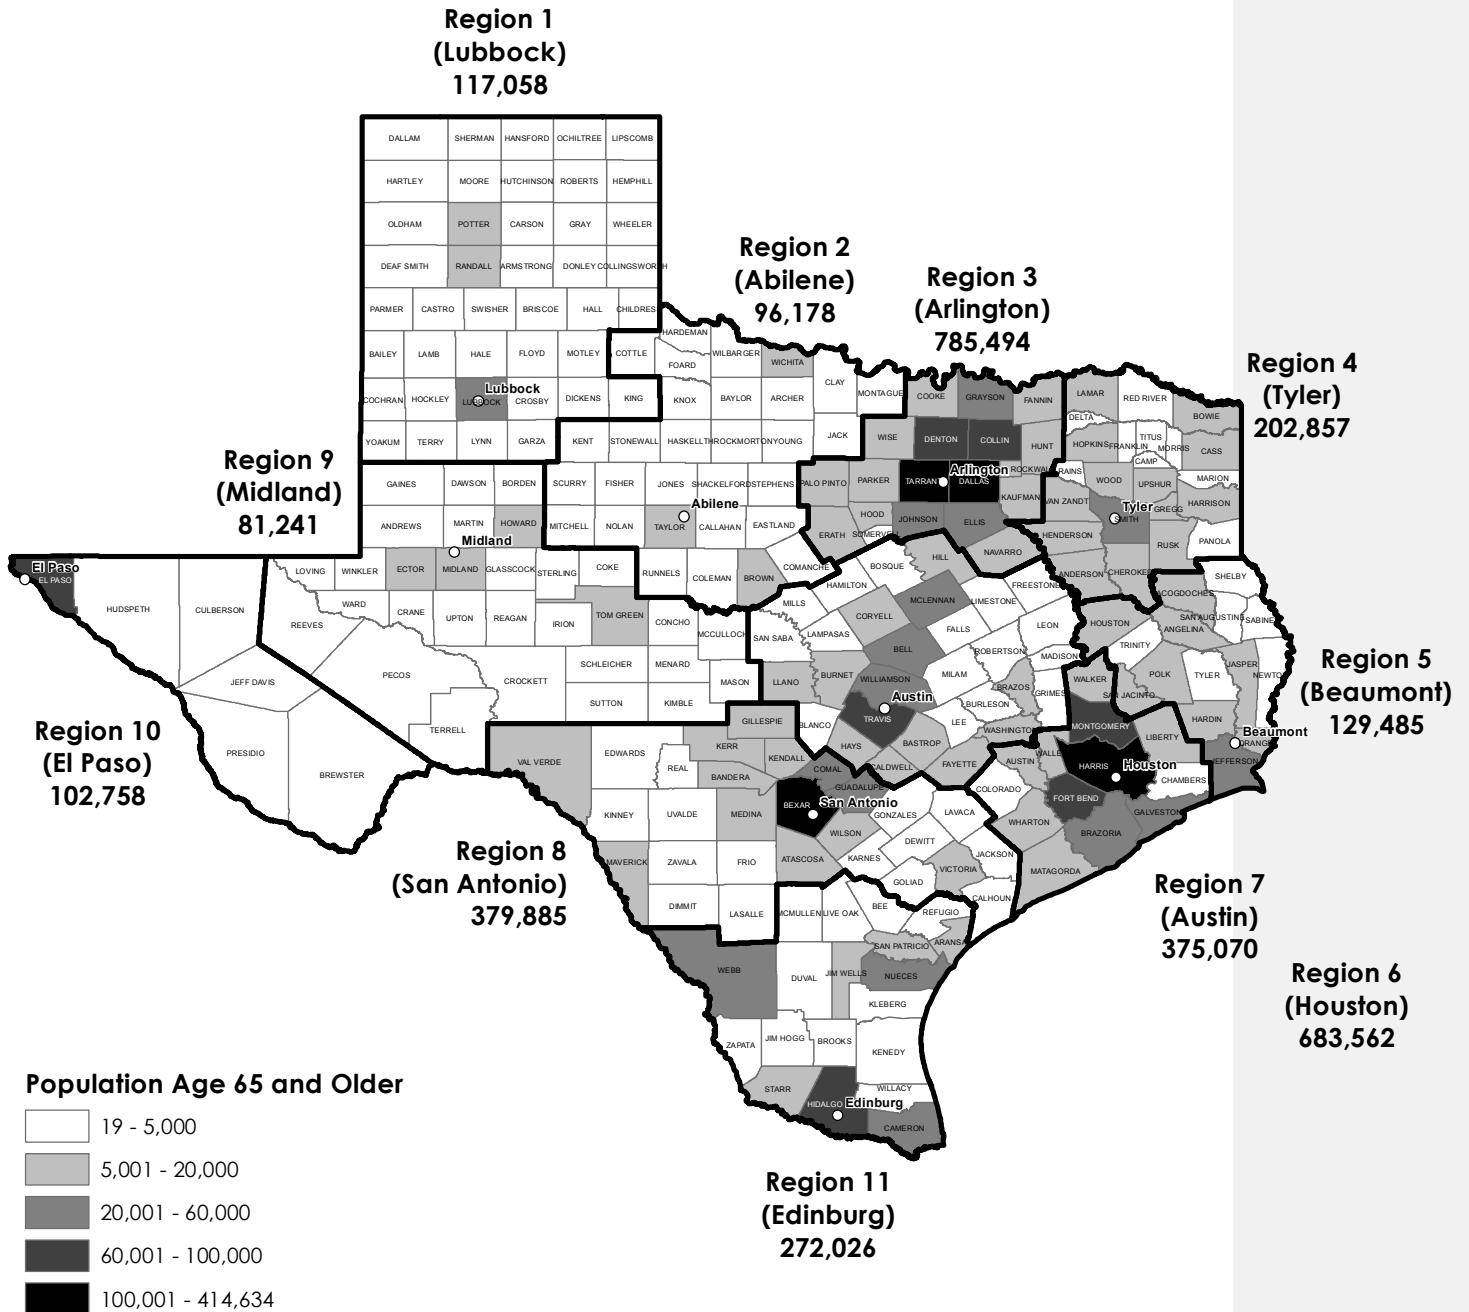 Region 1
(Lubbock)
117,058
DALLAM SHERMAN HANSFORD OCHILTREE LIPSCOMB
HARTLEY MOORE HUTCHINSON ROBERTS HEMPHILL
OLDHAM POTTER CARSON GRAY WHEELER
DEAF SMITH RANDALL ARMSTRONG DONLEY COLLINGSWORTH
PARMER CASTRO SWISHER BRISCOE HALL CHILDRESS
BAILEY LAMB HALE FLOYD MOTLEY COTTLE
COCHRAN HOCKLEY LUBBOCK CROSBY DICKENS KING
Lubbock
YOAKUM TERRY LYNN GARZA KENT STONEWALL HASKELL THROCKMORTON YOUNG JACK
Region 2
(Abilene)
96,178
HARDEMAN
FOARD WILBARGER WICHITA
CLAY MONTAGUE
KNOX BAYLOR ARCHER
SCURRY FISHER JONES SHACKELFORD STEPHENS
Abilene
MITCHELL NOLAN TAYLOR CALLAHAN EASTLAND
RUNNELS COLEMAN BROWN COMANCHE
Region 3
(Arlington)
785,494
COOKE GRAYSON FANNIN
WISE DENTON COLLIN HUNT
PALO PINTO PARKER TARRANT DALLAS ROCKWALL
Arlington
KAUFMAN
HOOD JOHNSON ELLIS
ERATH SOMERVELL NAVARRO
Region 4
(Tyler)
202,857
LAMAR RED RIVER BOWIE
DELTA TITUS
HOPKINS FRANKLIN MORRIS CASS
CAMP
RAINS WOOD UPSHUR MARION
VAN ZANDT SMITH GREGG HARRISON
Tyler
HENDERSON RUSK PANOLA
ANDERSON CHEROKEE
Region 9
(Midland)
81,241
GAINES DAWSON BORDEN
ANDREWS MARTIN HOWARD
Midland
LOVING WINKLER ECTOR MIDLAND GLASSCOCK STERLING COKE
WARD CRANE UPTON REAGAN IRION TOM GREEN CONCHO MCCULLOCH
REEVES
PECOS CROCKETT SCHLEICHER MENARD MASON
SUTTON KIMBLE
TERRELL
El Paso
EL PASO
HUDSPETH CULBERSON
JEFF DAVIS
PRESIDIO BREWSTER
Region 10
(El Paso)
102,758
HILL BOSQUE
HAMILTON MCLENNAN LIMESTONE FREESTONE
MILLS CORYELL
SAN SABA LAMPASAS BELL FALLS LEON
ROBERTSON MADISON
LLANO BURNET WILLIAMSON MILAM BRAZOS GRIMES
Austin
BLANCO TRAVIS LEE BURLESON
HAYS BASTROP WASHINGTON
CALDWELL FAYETTE
SHELBY
NACOGDOCHES
SAN AUGUSTINE SABINE
HOUSTON ANGELINA
TRINITY
POLK TYLER JASPER NEWTON
SAN JACINTO
HARDIN
Beaumont
ORANGE
JEFFERSON
Region 5
(Beaumont)
129,485
WALKER
MONTGOMERY LIBERTY
AUSTIN WALLER HARRIS CHAMBERS
Houston
COLORADO FORT BEND
WHARTON BRAZORIA GALVESTON
MATAGORDA
Region 7
(Austin)
375,070
Region 6
(Houston)
683,562
VAL VERDE EDWARDS KERR GILLESPIE
REAL BANDERA KENDALL COMAL
GUADALUPE
KINNEY UVALDE MEDINA BEXAR
San Antonio
GONZALES LAVACA
WILSON DEWITT
MAVERICK ZAVALA FRIO ATASCOSA KARNES JACKSON
GOLIAD VICTORIA
DIMMIT LASALLE CALHOUN
Region 8
(San Antonio)
379,885
MCMULLEN LIVE OAK BEE REFUGIO
SAN PATRICIO ARANSAS
WEBB DUVAL JIM WELLS NUECES
KLEBERG
ZAPATA JIM HOGG BROOKS KENEDY
STARR HIDALGO WILLACY
Edinburg
CAMERON
Region 11
(Edinburg)
272,026
Population Age 65 and Older
19 - 5,000
5,001 - 20,000
20,001 - 60,000
60,001 - 100,000
100,001 - 414,634